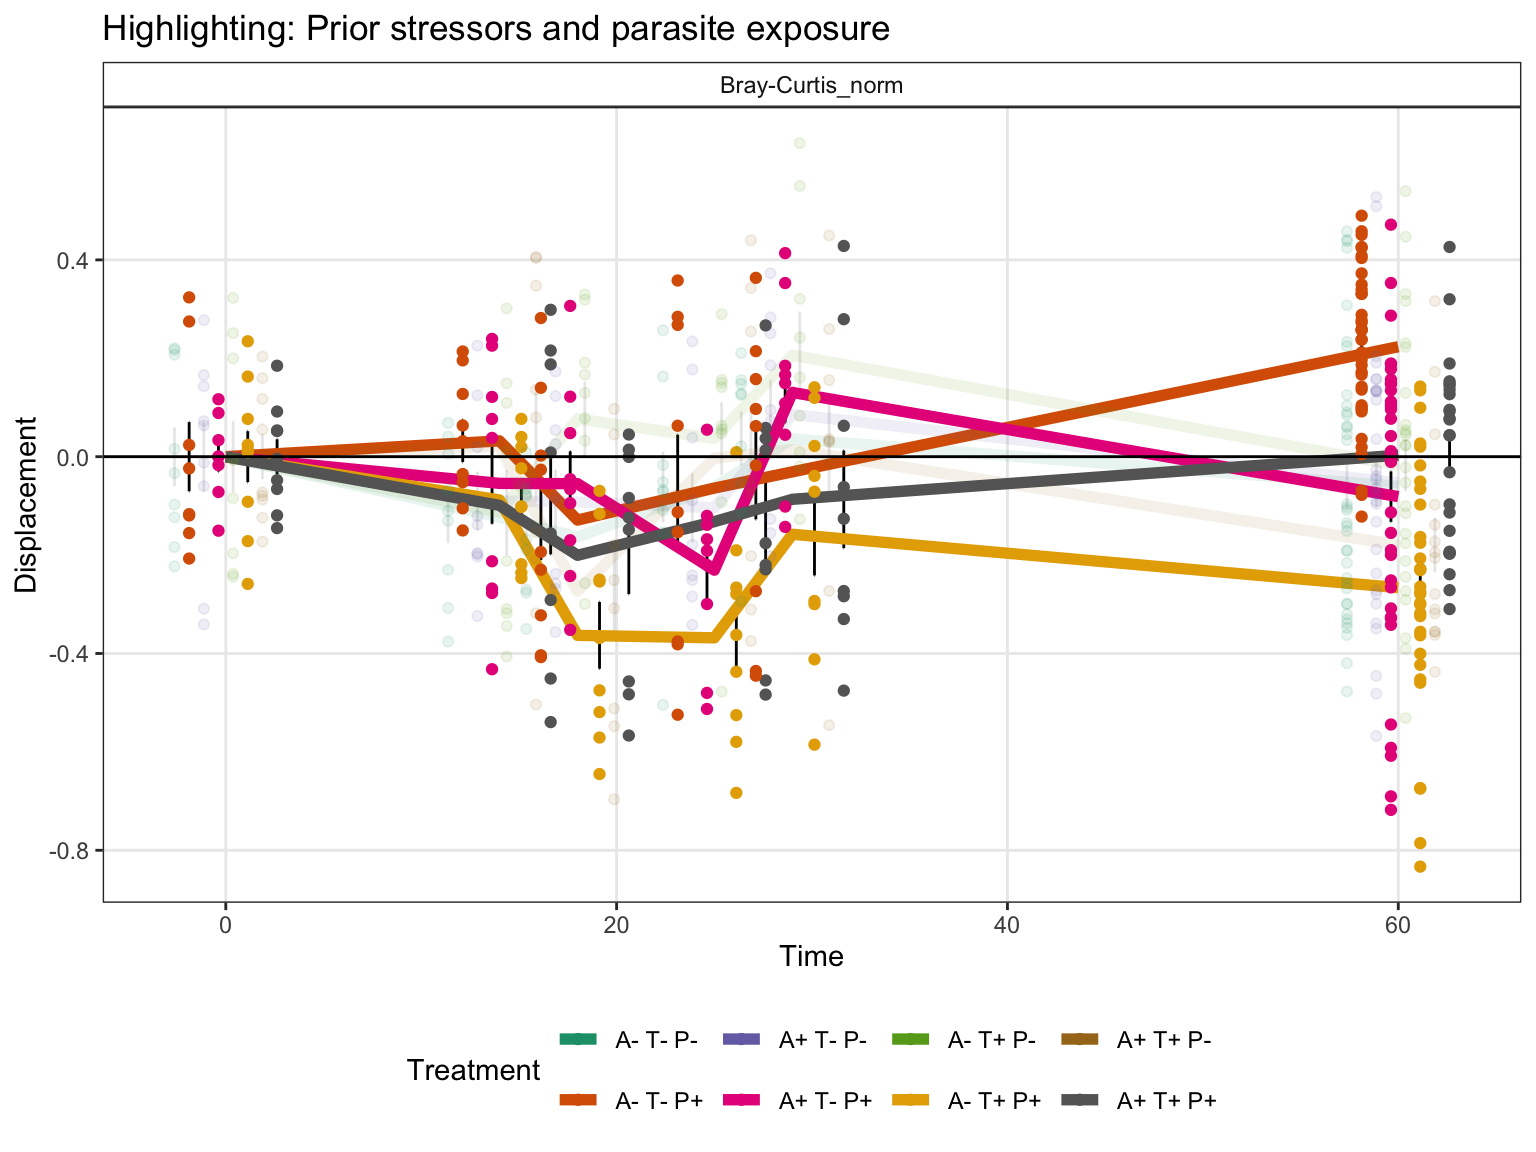 Highlighting: Prior stressors and parasite exposure
Bray-Curtis_norm
Displacement
0.4
0.0
-0.4
-0.8
0 20 40 60
Time
Treatment
A- T- P- A+ T- P- A- T+ P- A+ T+ P-
A- T- P+ A+ T- P+ A- T+ P+ A+ T+ P+